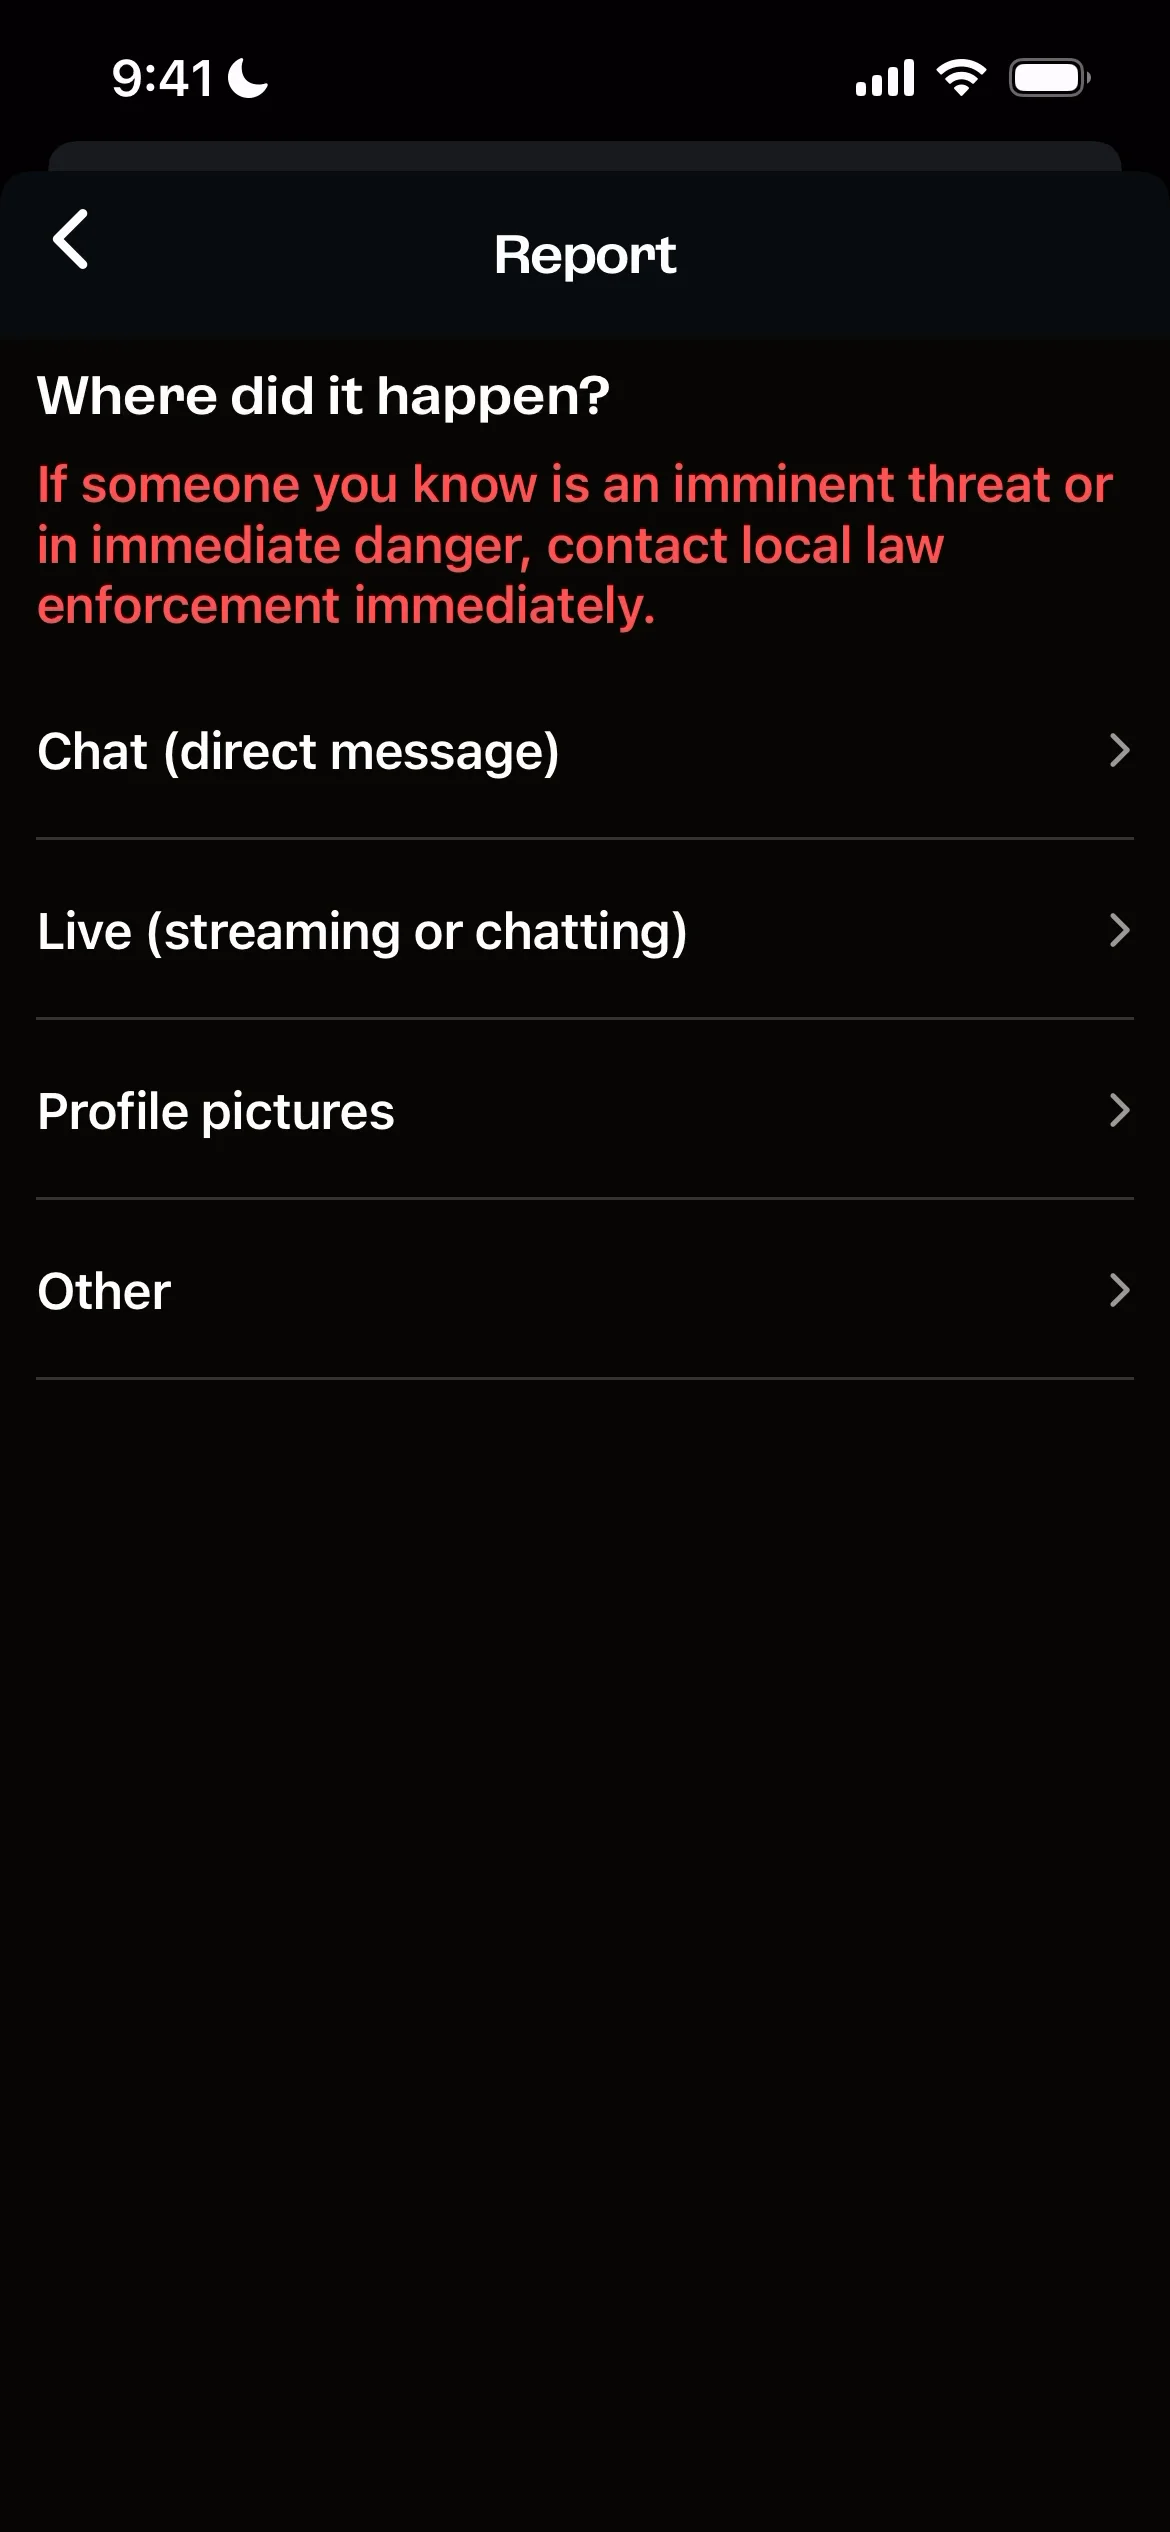 9:41
Report
Where did it happen?
If someone you know is an imminent threat or
in immediate danger, contact local law
enforcement immediately.
Chat (direct message)
Live (streaming or chatting)
Profile pictures
Other